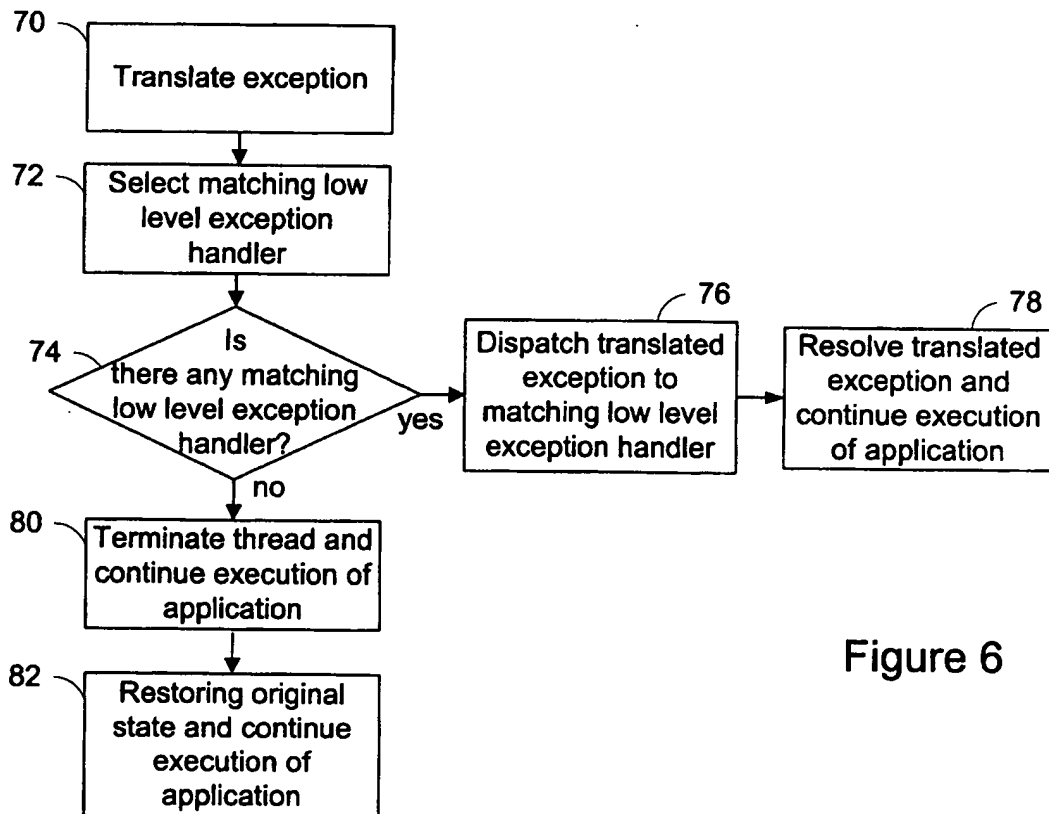 70
Translate exception
72
Select matching low
level exception
handler
74
Is
there any matching
low level exception
handler?
yes
no
76
Dispatch translated
exception to
matching low level
exception handler
78
Resolve translated
exception and
continue execution
of application
80
Terminate thread and
continue execution of
application
82
Restoring original
state and continue
execution of
application
Figure 6